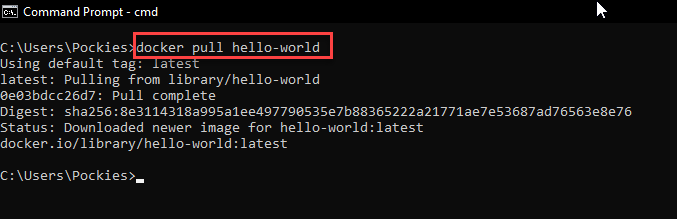 Command Prompt - cmd
C:\Users\Pockies>docker pull hello-world
Using default tag: latest
latest: Pulling from library/hello-world
0e03bdcc26d7: Pull complete
Digest: sha256:8e3114318a995a1ee497790535e7b88365222a21771ae7e53687ad76563e8e76
Status: Downloaded newer image for hello-world:latest
docker.io/library/hello-world:latest
C:\Users\Pockies>